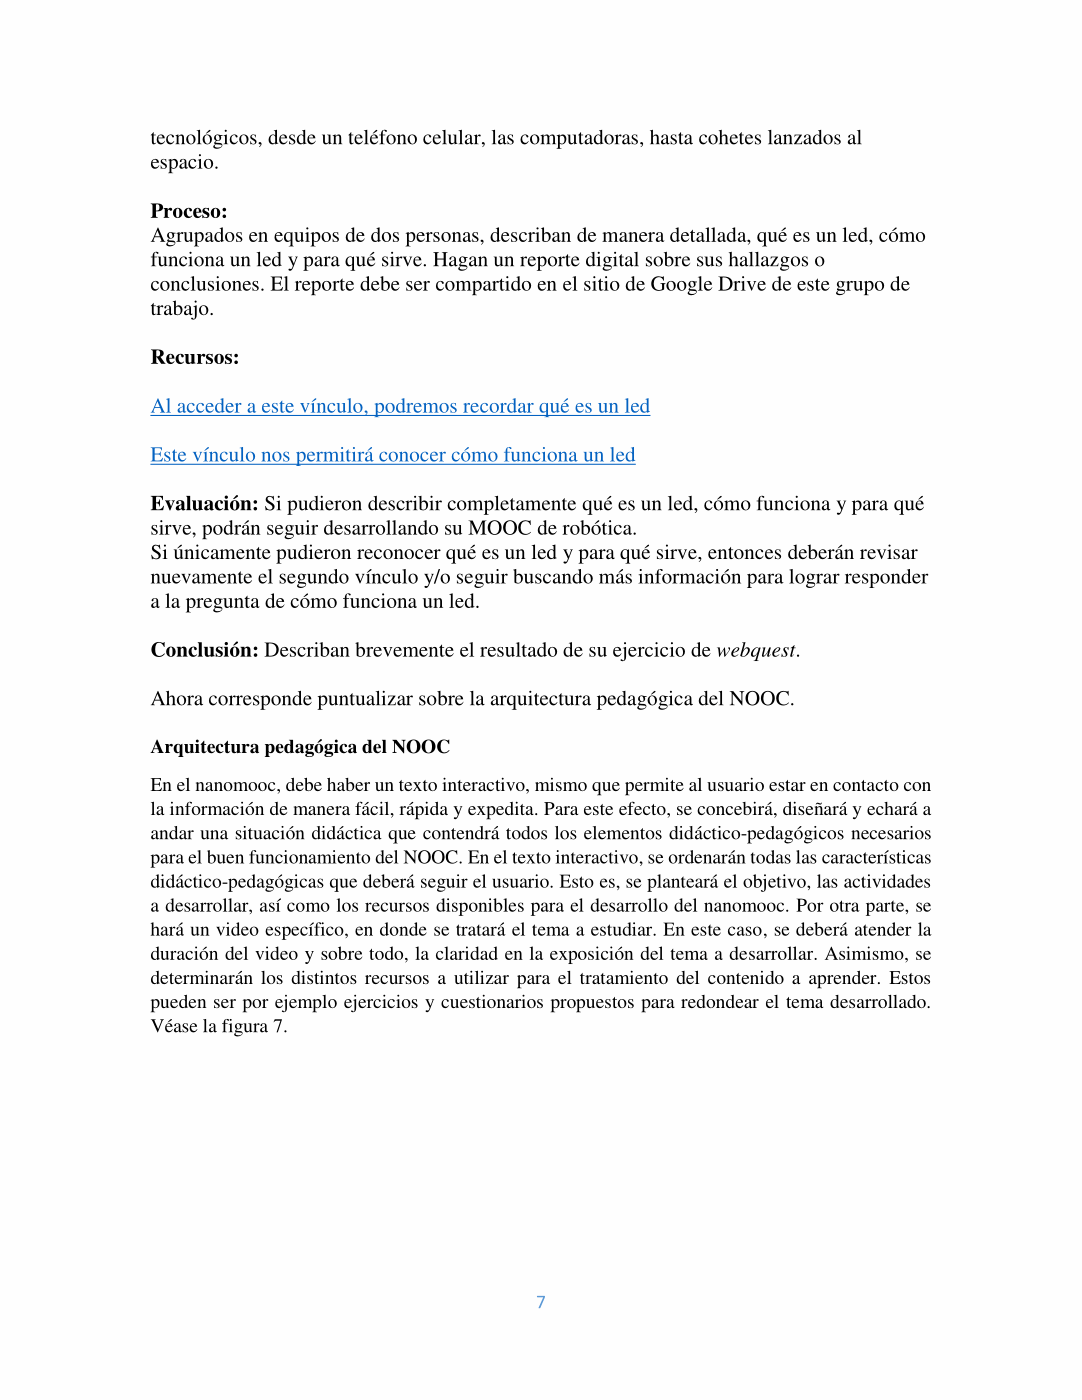 tecnológicos, desde un teléfono celular, las computadoras, hasta cohetes lanzados al
espacio.
Proceso:
Agrupados en equipos de dos personas, describan de manera detallada, qué es un led, cómo
funciona un led y para qué sirve. Hagan un reporte digital sobre sus hallazgos o
conclusiones. El reporte debe ser compartido en el sitio de Google Drive de este grupo de
trabajo.
Recursos:
Al acceder a este vínculo, podremos recordar qué es un led
Este vínculo nos permitirá conocer cómo funciona un led
Evaluación: Si pudieron describir completamente qué es un led, cómo funciona y para qué
sirve, podrán seguir desarrollando su MOOC de robótica.
Si únicamente pudieron reconocer qué es un led y para qué sirve, entonces deberán revisar
nuevamente el segundo vínculo y/o seguir buscando más información para lograr responder
a la pregunta de cómo funciona un led.
Conclusión: Describan brevemente el resultado de su ejercicio de webquest.
Ahora corresponde puntualizar sobre la arquitectura pedagógica del NOOC.
Arquitectura pedagógica del NOOC
En el nanomooc, debe haber un texto interactivo, mismo que permite al usuario estar en contacto con
la información de manera fácil, rápida y expedita. Para este efecto, se concebirá, diseñará y echará a
andar una situación didáctica que contendrá todos los elementos didáctico-pedagógicos necesarios
para el buen funcionamiento del NOOC. En el texto interactivo, se ordenarán todas las características
didáctico-pedagógicas que deberá seguir el usuario. Esto es, se planteará el objetivo, las actividades
a desarrollar, así como los recursos disponibles para el desarrollo del nanomooc. Por otra parte, se
hará un video específico, en donde se tratará el tema a estudiar. En este caso, se deberá atender la
duración del video y sobre todo, la claridad en la exposición del tema a desarrollar. Asimismo, se
determinarán los distintos recursos a utilizar para el tratamiento del contenido a aprender. Estos
pueden ser por ejemplo ejercicios y cuestionarios propuestos para redondear el tema desarrollado.
Véase la figura 7.
7